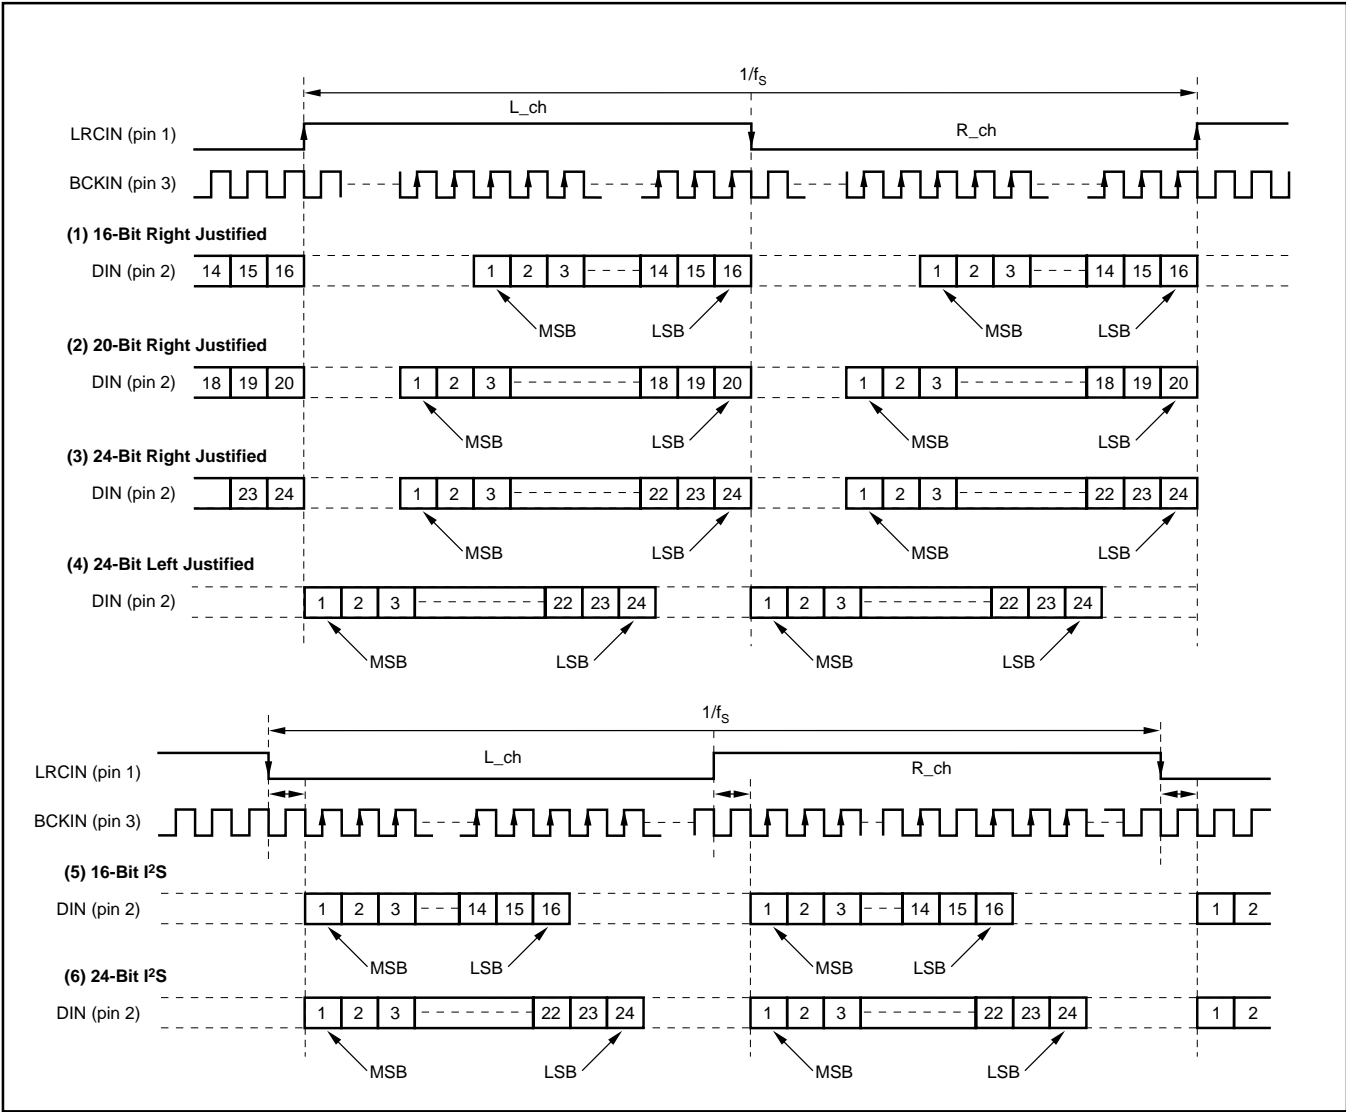 1/fS
L_ch
R_ch
LRCIN (pin 1)
BCKIN (pin 3)
(1) 16-Bit Right Justified
DIN (pin 2) 14 15 16 1 2 3 14 15 16 1 2 3 14 15 16
MSB LSB MSB LSB
(2) 20-Bit Right Justified
DIN (pin 2) 18 19 20 1 2 3 18 19 20 1 2 3 18 19 20
MSB LSB MSB LSB
(3) 24-Bit Right Justified
DIN (pin 2) 23 24 1 2 3 22 23 24 1 2 3 22 23 24
MSB LSB MSB LSB
(4) 24-Bit Left Justified
DIN (pin 2) 1 2 3 22 23 24 1 2 3 22 23 24
MSB LSB MSB LSB
1/fS
L_ch
R_ch
LRCIN (pin 1)
BCKIN (pin 3)
(5) 16-Bit I²S
DIN (pin 2) 1 2 3 14 15 16 1 2 3 14 15 16 1 2
MSB LSB MSB LSB
(6) 24-Bit I²S
DIN (pin 2) 1 2 3 22 23 24 1 2 3 22 23 24 1 2
MSB LSB MSB LSB